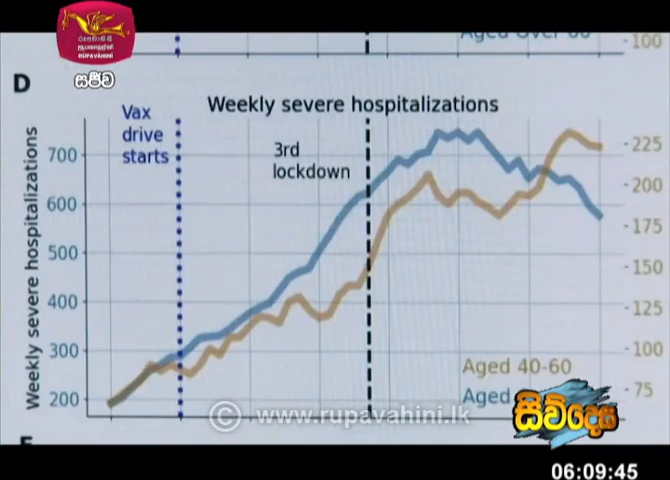 රූපවාහිනී
RUPAVAHINI
සජීව
Aged Over 60
100
D
Weekly severe hospitalizations
Vax
drive
starts
3rd
lockdown
Weekly severe hospitalizations
700
600
500
400
300
200
225
200
175
150
125
100
75
Aged 40-60
Aged
සිව්දෙස
© www.rupavahini.lk
06:09:45